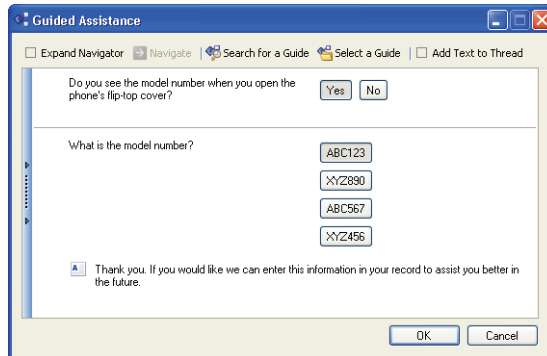 Guided Assistance
Expand Navigator Navigate Search for a Guide Select a Guide Add Text to Thread
Do you see the model number when you open the
phone's flip-top cover?
Yes No
What is the model number?
ABC123
XYZ890
ABC567
XYZ456
Thank you. If you would like we can enter this information in your record to assist you better in
the future.
OK Cancel